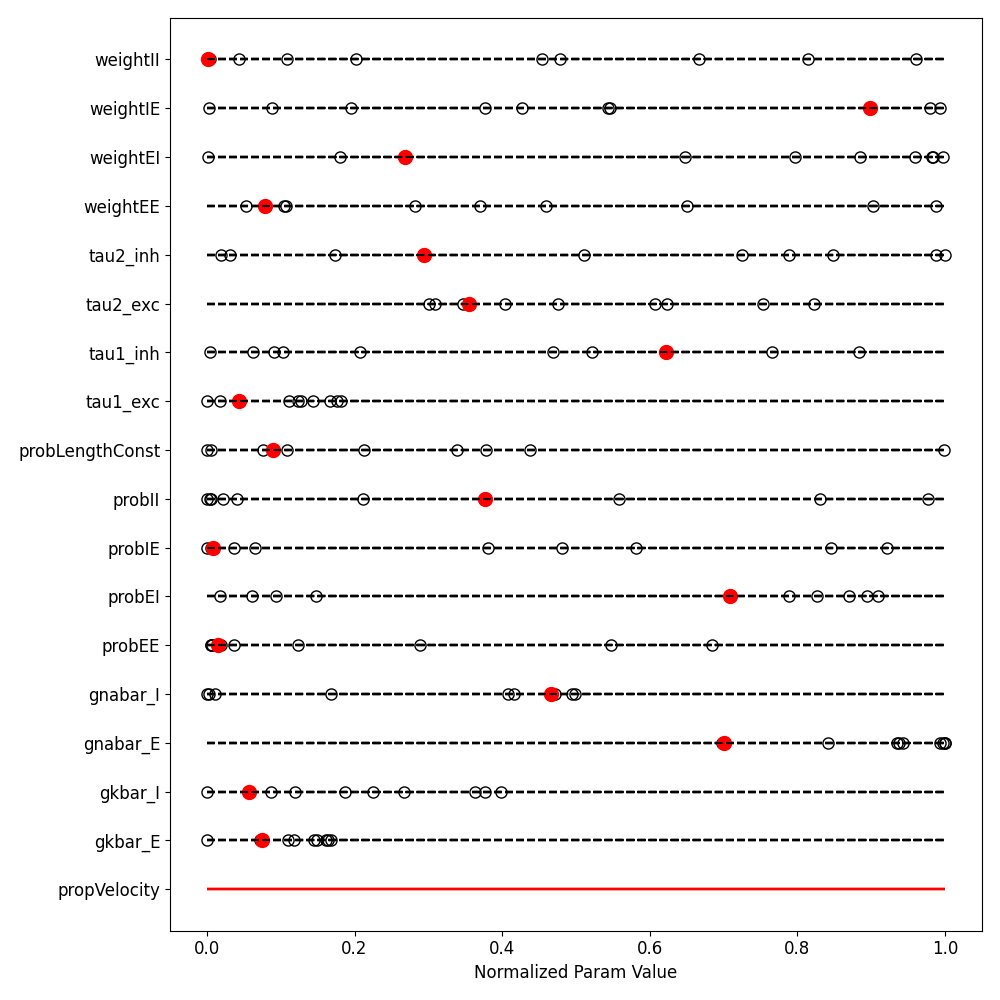 weightII
weightIE
weightEI
weightEE
tau2_inh
tau2_exc
tau1_inh
tau1_exc
probLengthConst
probII
probIE
probEI
probEE
gnabar_I
gnabar_E
gkbar_I
gkbar_E
propVelocity
0.0 0.2 0.4 0.6 0.8 1.0
Normalized Param Value